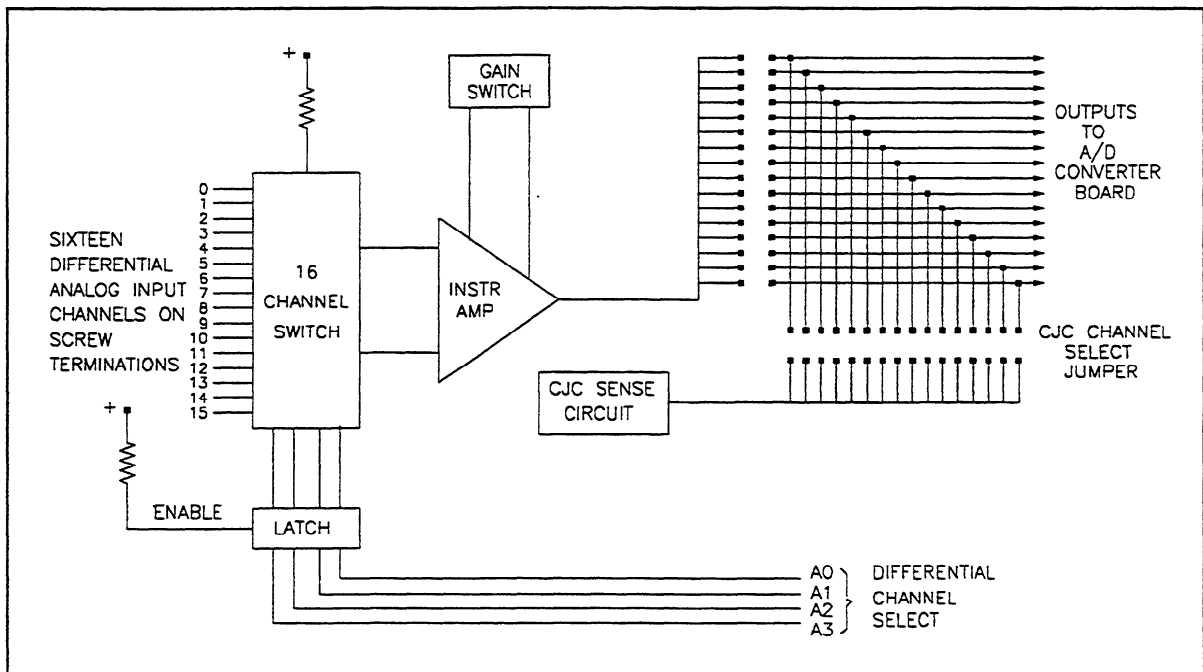 +
GAIN
SWITCH
OUTPUTS
TO
A/D
CONVERTER
BOARD
0
1
2
3
4
5
6
7
8
9
10
11
12
13
14
15
SIXTEEN
DIFFERENTIAL
ANALOG INPUT
CHANNELS ON
SCREW
TERMINATIONS
16
CHANNEL
SWITCH
INSTR
AMP
CJC CHANNEL
SELECT
JUMPER
CJC SENSE
CIRCUIT
+
ENABLE
LATCH
A0
A1
A2
A3
DIFFERENTIAL
CHANNEL
SELECT